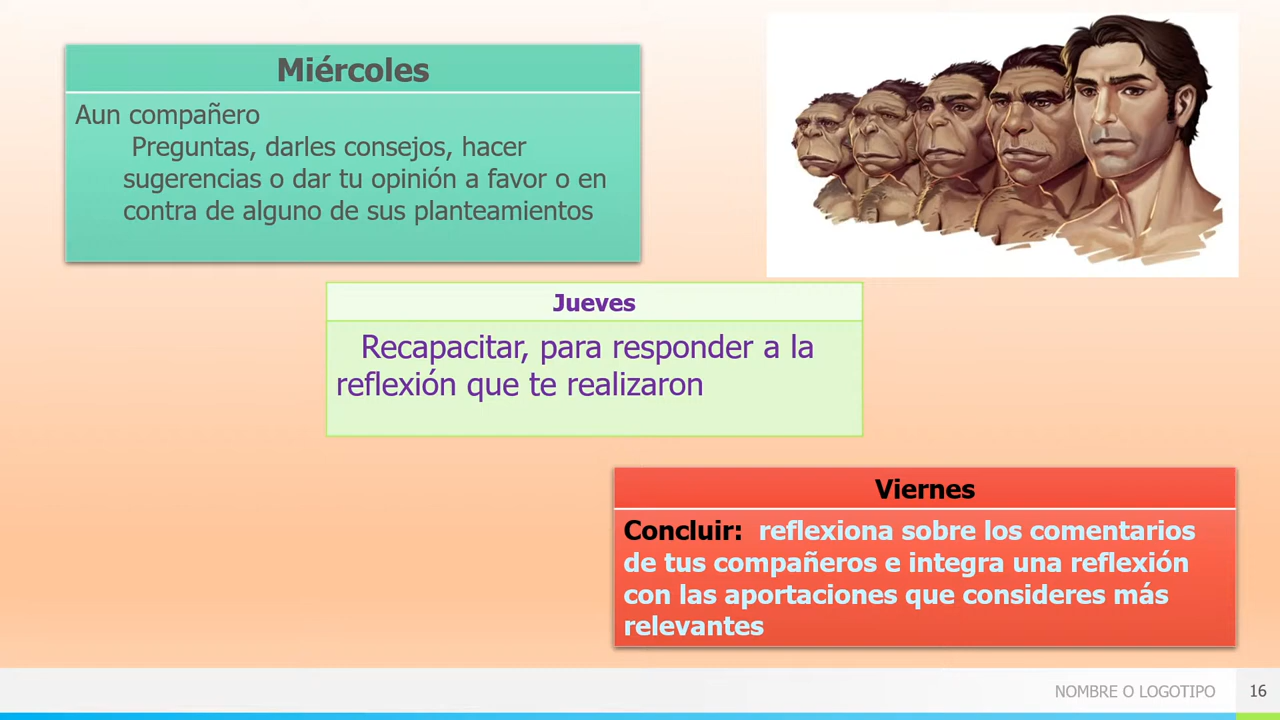 Miércoles
Aun compañero
Preguntas, darles consejos, hacer
sugerencias o dar tu opinión a favor o en
contra de alguno de sus planteamientos
Jueves
Recapacitar, para responder a la
reflexión que te realizaron
Viernes
Concluir: reflexiona sobre los comentarios
de tus compañeros e integra una reflexión
con las aportaciones que consideres más
relevantes
NOMBRE O LOGOTIPO
16